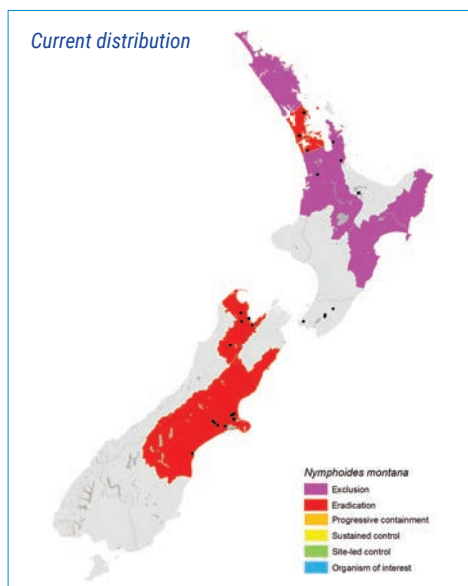 Current distribution
Nymphoides montana
Exclusion
Eradication
Progressive containment
Sustained control
Site-led control
Organism of interest